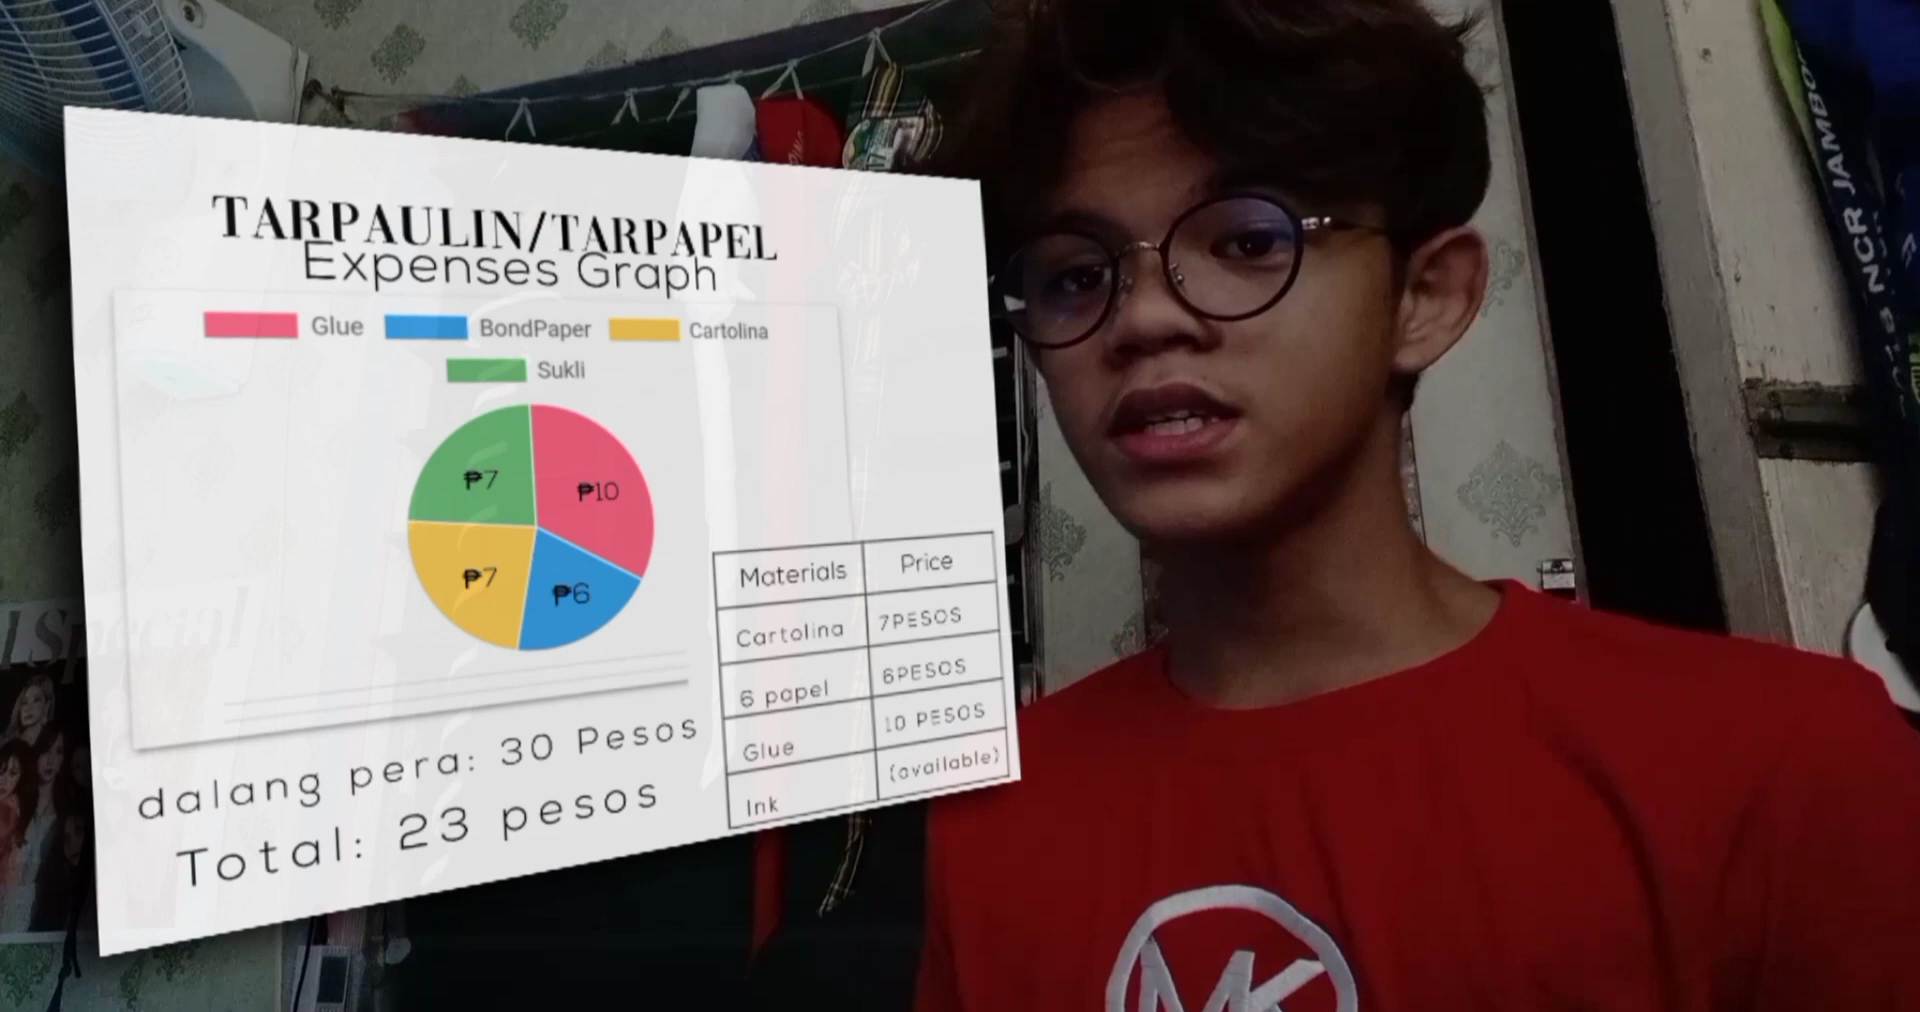 TARPAULIN/TARPAPEL
Expenses Graph
Glue BondPaper Cartolina
Sukli
₱7 ₱10
₱7 ₱6
Materials Price
Cartolina 7PESOS
6 papel 6PESOS
Glue 10 PESOS
Ink (available)
dalang pera: 30 Pesos
Total: 23 pesos
NCR JAMBO
MK